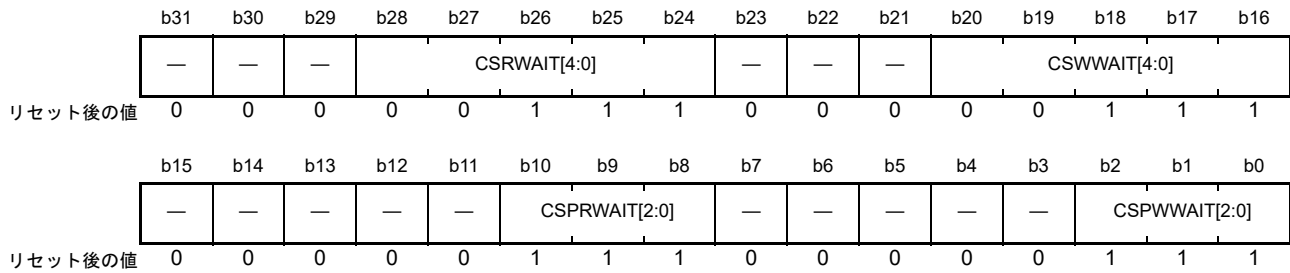 b31 b30 b29 b28 b27 b26 b25 b24 b23 b22 b21 b20 b19 b18 b17 b16
— — — CSRWAIT[4:0] — — — CSWWAIT[4:0]
リセット後の値 0 0 0 0 0 1 1 1 0 0 0 0 0 1 1 1
b15 b14 b13 b12 b11 b10 b9 b8 b7 b6 b5 b4 b3 b2 b1 b0
— — — — — CSPRWAIT[2:0] — — — — — CSPWWAIT[2:0]
リセット後の値 0 0 0 0 0 1 1 1 0 0 0 0 0 1 1 1